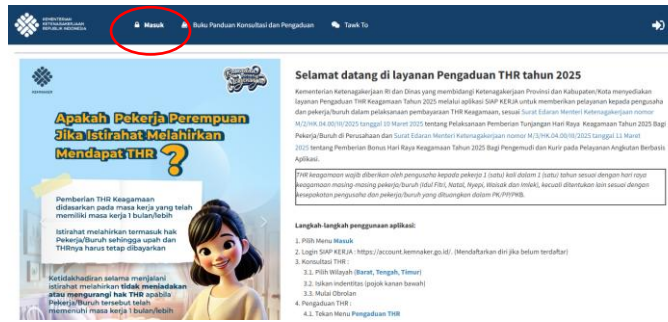 KEMENTERIAN
KETENAGAKERJAAN
REPUBLIK INDONESIA
Masuk
Buku Panduan Konsultasi dan Pengaduan
Tawk To
KEMNAKER
Apakah Pekerja Perempuan
Jika Istirahat Melahirkan
Mendapat THR ?
Pemberian THR Keagamaan
didasarkan pada masa kerja yang telah
memiliki masa kerja 1 bulan/lebih
Istirahat melahirkan termasuk hak
Pekerja/Buruh sehingga upah dan
THRnya harus tetap dibayarkan
Ketidakhadiran selama menjalani
istirahat melahirkan tidak meniadakan
atau mengurangi hak THR apabila
Pekerja/Buruh tersebut telah
memenuhi masa kerja 1 bulan/lebih
Selamat datang di layanan Pengaduan THR tahun 2025
Kementerian Ketenagakerjaan RI dan Dinas yang membidangi Ketenagakerjaan Provinsi dan Kabupaten/Kota menyediakan
layanan Pengaduan THR Keagamaan Tahun 2025 melalui aplikasi SIAP KERJA untuk memberikan pelayanan kepada pengusaha
dan pekerja/buruh dalam pelaksanaan pembayaran THR Keagamaan, sesuai Surat Edaran Menteri Ketenagakerjaan nomor
M/2/HK.04.00/III/2025 tanggal 10 Maret 2025 tentang Pelaksanaan Pemberian Tunjangan Hari Raya Keagamaan Tahun 2025 Bagi
Pekerja/Buruh di Perusahaan dan Surat Edaran Menteri Ketenagakerjaan nomor M/3/HK.04.00/III/2025 tanggal 11 Maret
2025 tentang Pemberian Bonus Hari Raya Keagamaan Tahun 2025 Bagi Pengemudi dan Kurir pada Pelayanan Angkutan Berbasis
Aplikasi.
THR keagamaan wajib diberikan oleh pengusaha kepada pekerja 1 (satu) kali dalam 1 (satu) tahun sesuai dengan hari raya
keagamaan masing-masing pekerja/buruh (Idul Fitri, Natal, Nyepi, Waisak dan Imlek), kecuali ditentukan lain sesuai dengan
kesepakatan pengusaha dan pekerja/buruh yang dituangkan dalam PK/PP/PKB.
Langkah-langkah penggunaan aplikasi:
1. Pilih Menu Masuk
2. Login SIAP KERJA : https://account.kemnaker.go.id/. (Mendaftarkan diri jika belum terdaftar)
3. Konsultasi THR :
3.1. Pilih Wilayah (Barat, Tengah, Timur)
3.2. Isikan indentitas (pojok kanan bawah)
3.3. Mulai Obrolan
4. Pengaduan THR :
4.1. Tekan Menu Pengaduan THR